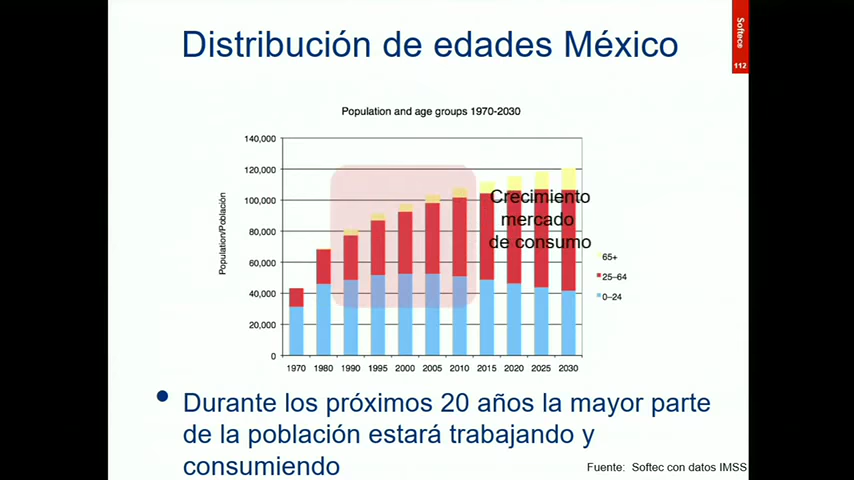 Distribución de edades México
Softec
112
Population and age groups 1970-2030
Population/Población
140,000
120,000
100,000
80,000
60,000
40,000
20,000
0
1970 1980 1990 1995 2000 2005 2010 2015 2020 2025 2030
Crecimiento
mercado
de consumo
65+
25–64
0–24
• Durante los próximos 20 años la mayor parte
de la población estará trabajando y
consumiendo
Fuente: Softec con datos IMSS